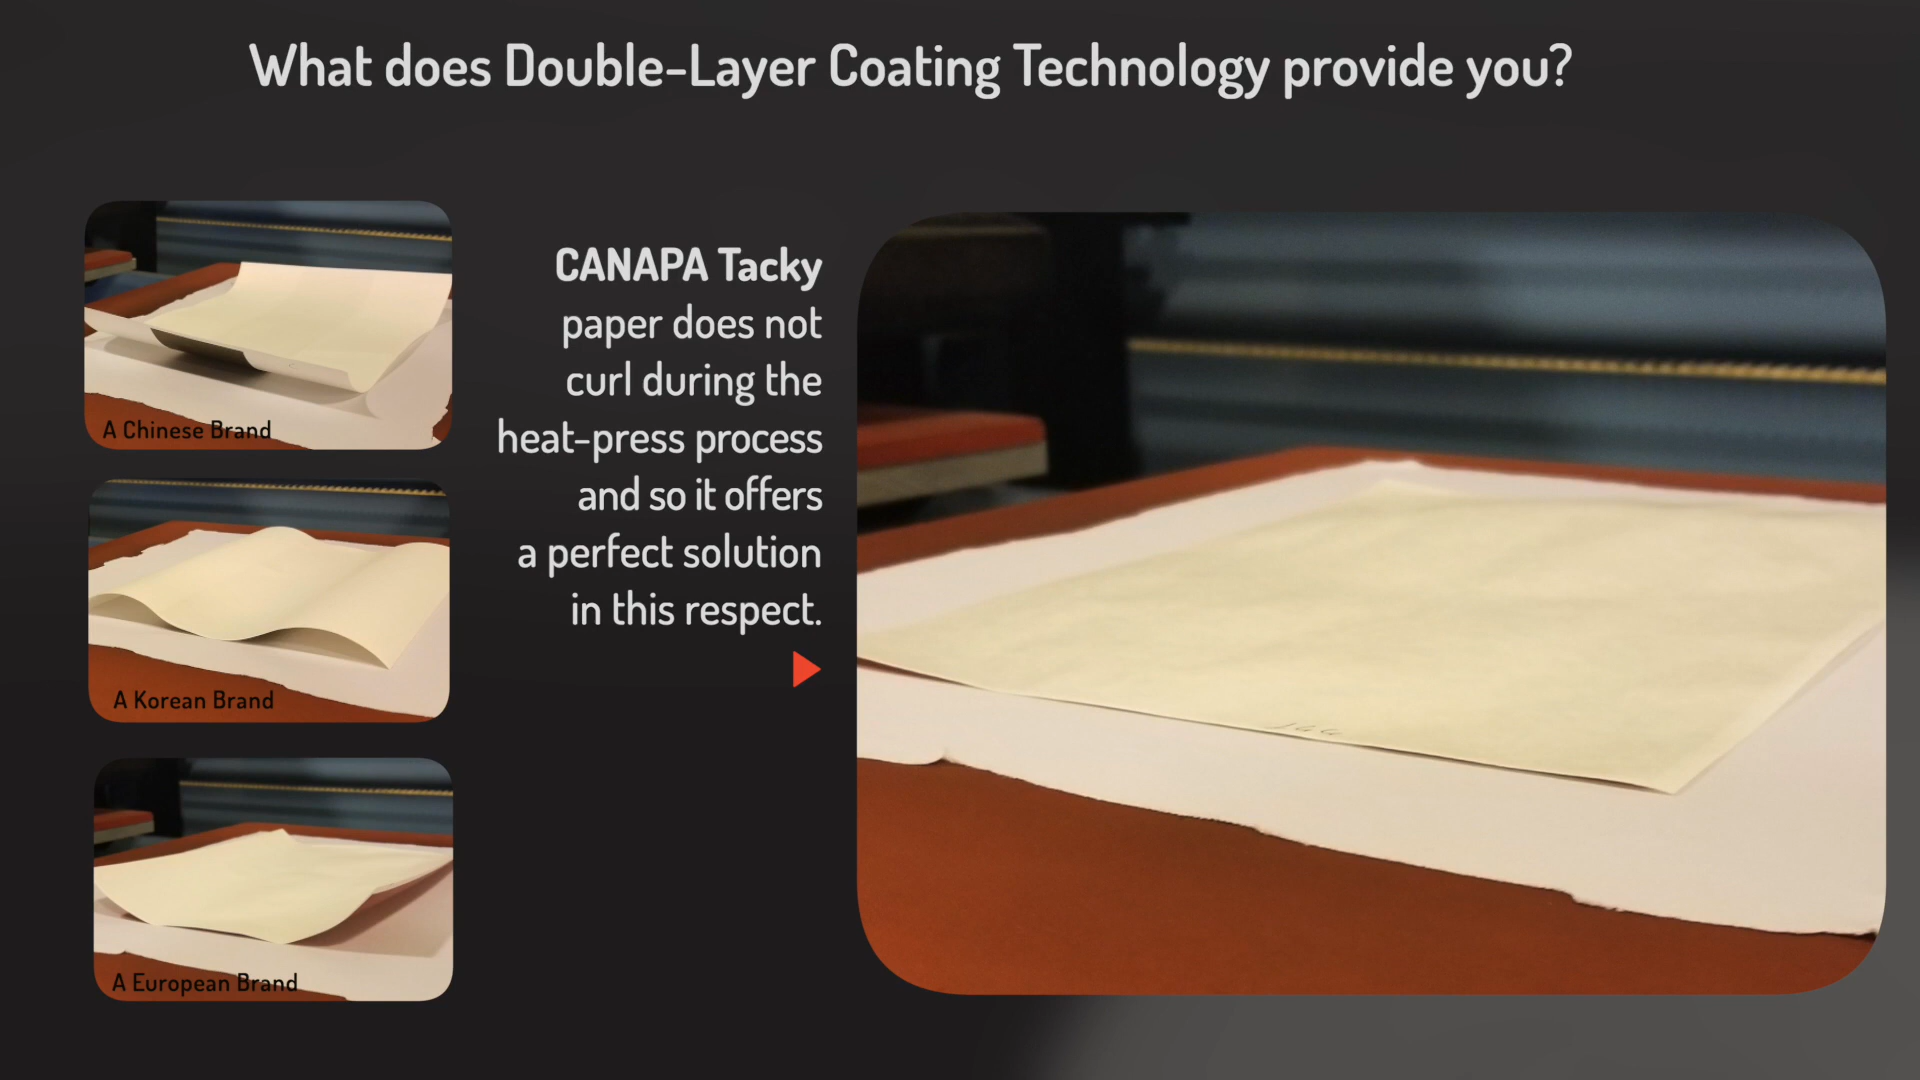 What does Double-Layer Coating Technology provide you?
CANAPA Tacky
paper does not
curl during the
heat-press process
and so it offers
a perfect solution
in this respect.
A Chinese Brand
A Korean Brand
A European Brand